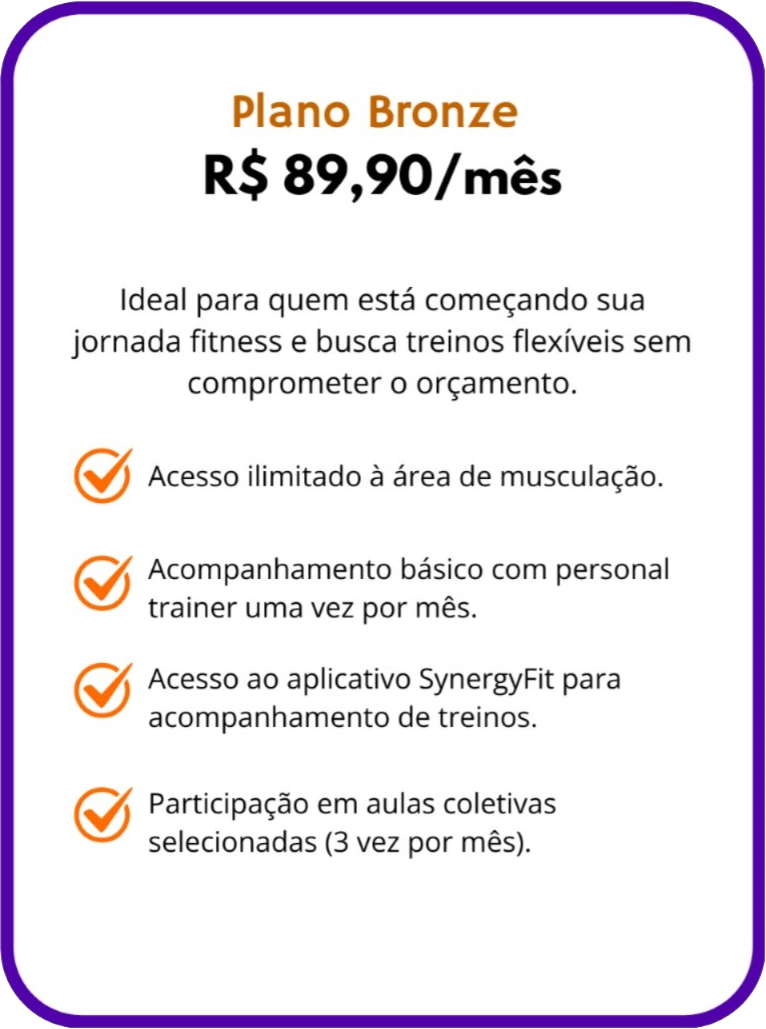 Plano Bronze
R$ 89,90/mês
Ideal para quem está começando sua
jornada fitness e busca treinos flexíveis sem
comprometer o orçamento.
Acesso ilimitado à área de musculação.
Acompanhamento básico com personal
trainer uma vez por mês.
Acesso ao aplicativo SynergyFit para
acompanhamento de treinos.
Participação em aulas coletivas
selecionadas (3 vez por mês).